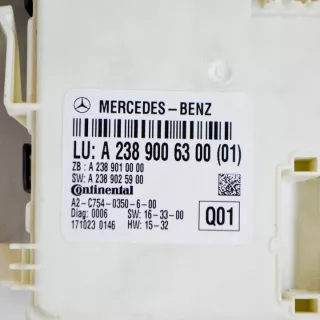 MERCEDES-BENZ
LU: A 238 900 63 00 (01)
ZB : A 238 901 00 00
SW: A 238 902 59 00
Continental
A2-C754-0350-6-00
Diag: 0006 SW: 16-33-00
171023 0146 HW: 15-32
Q01